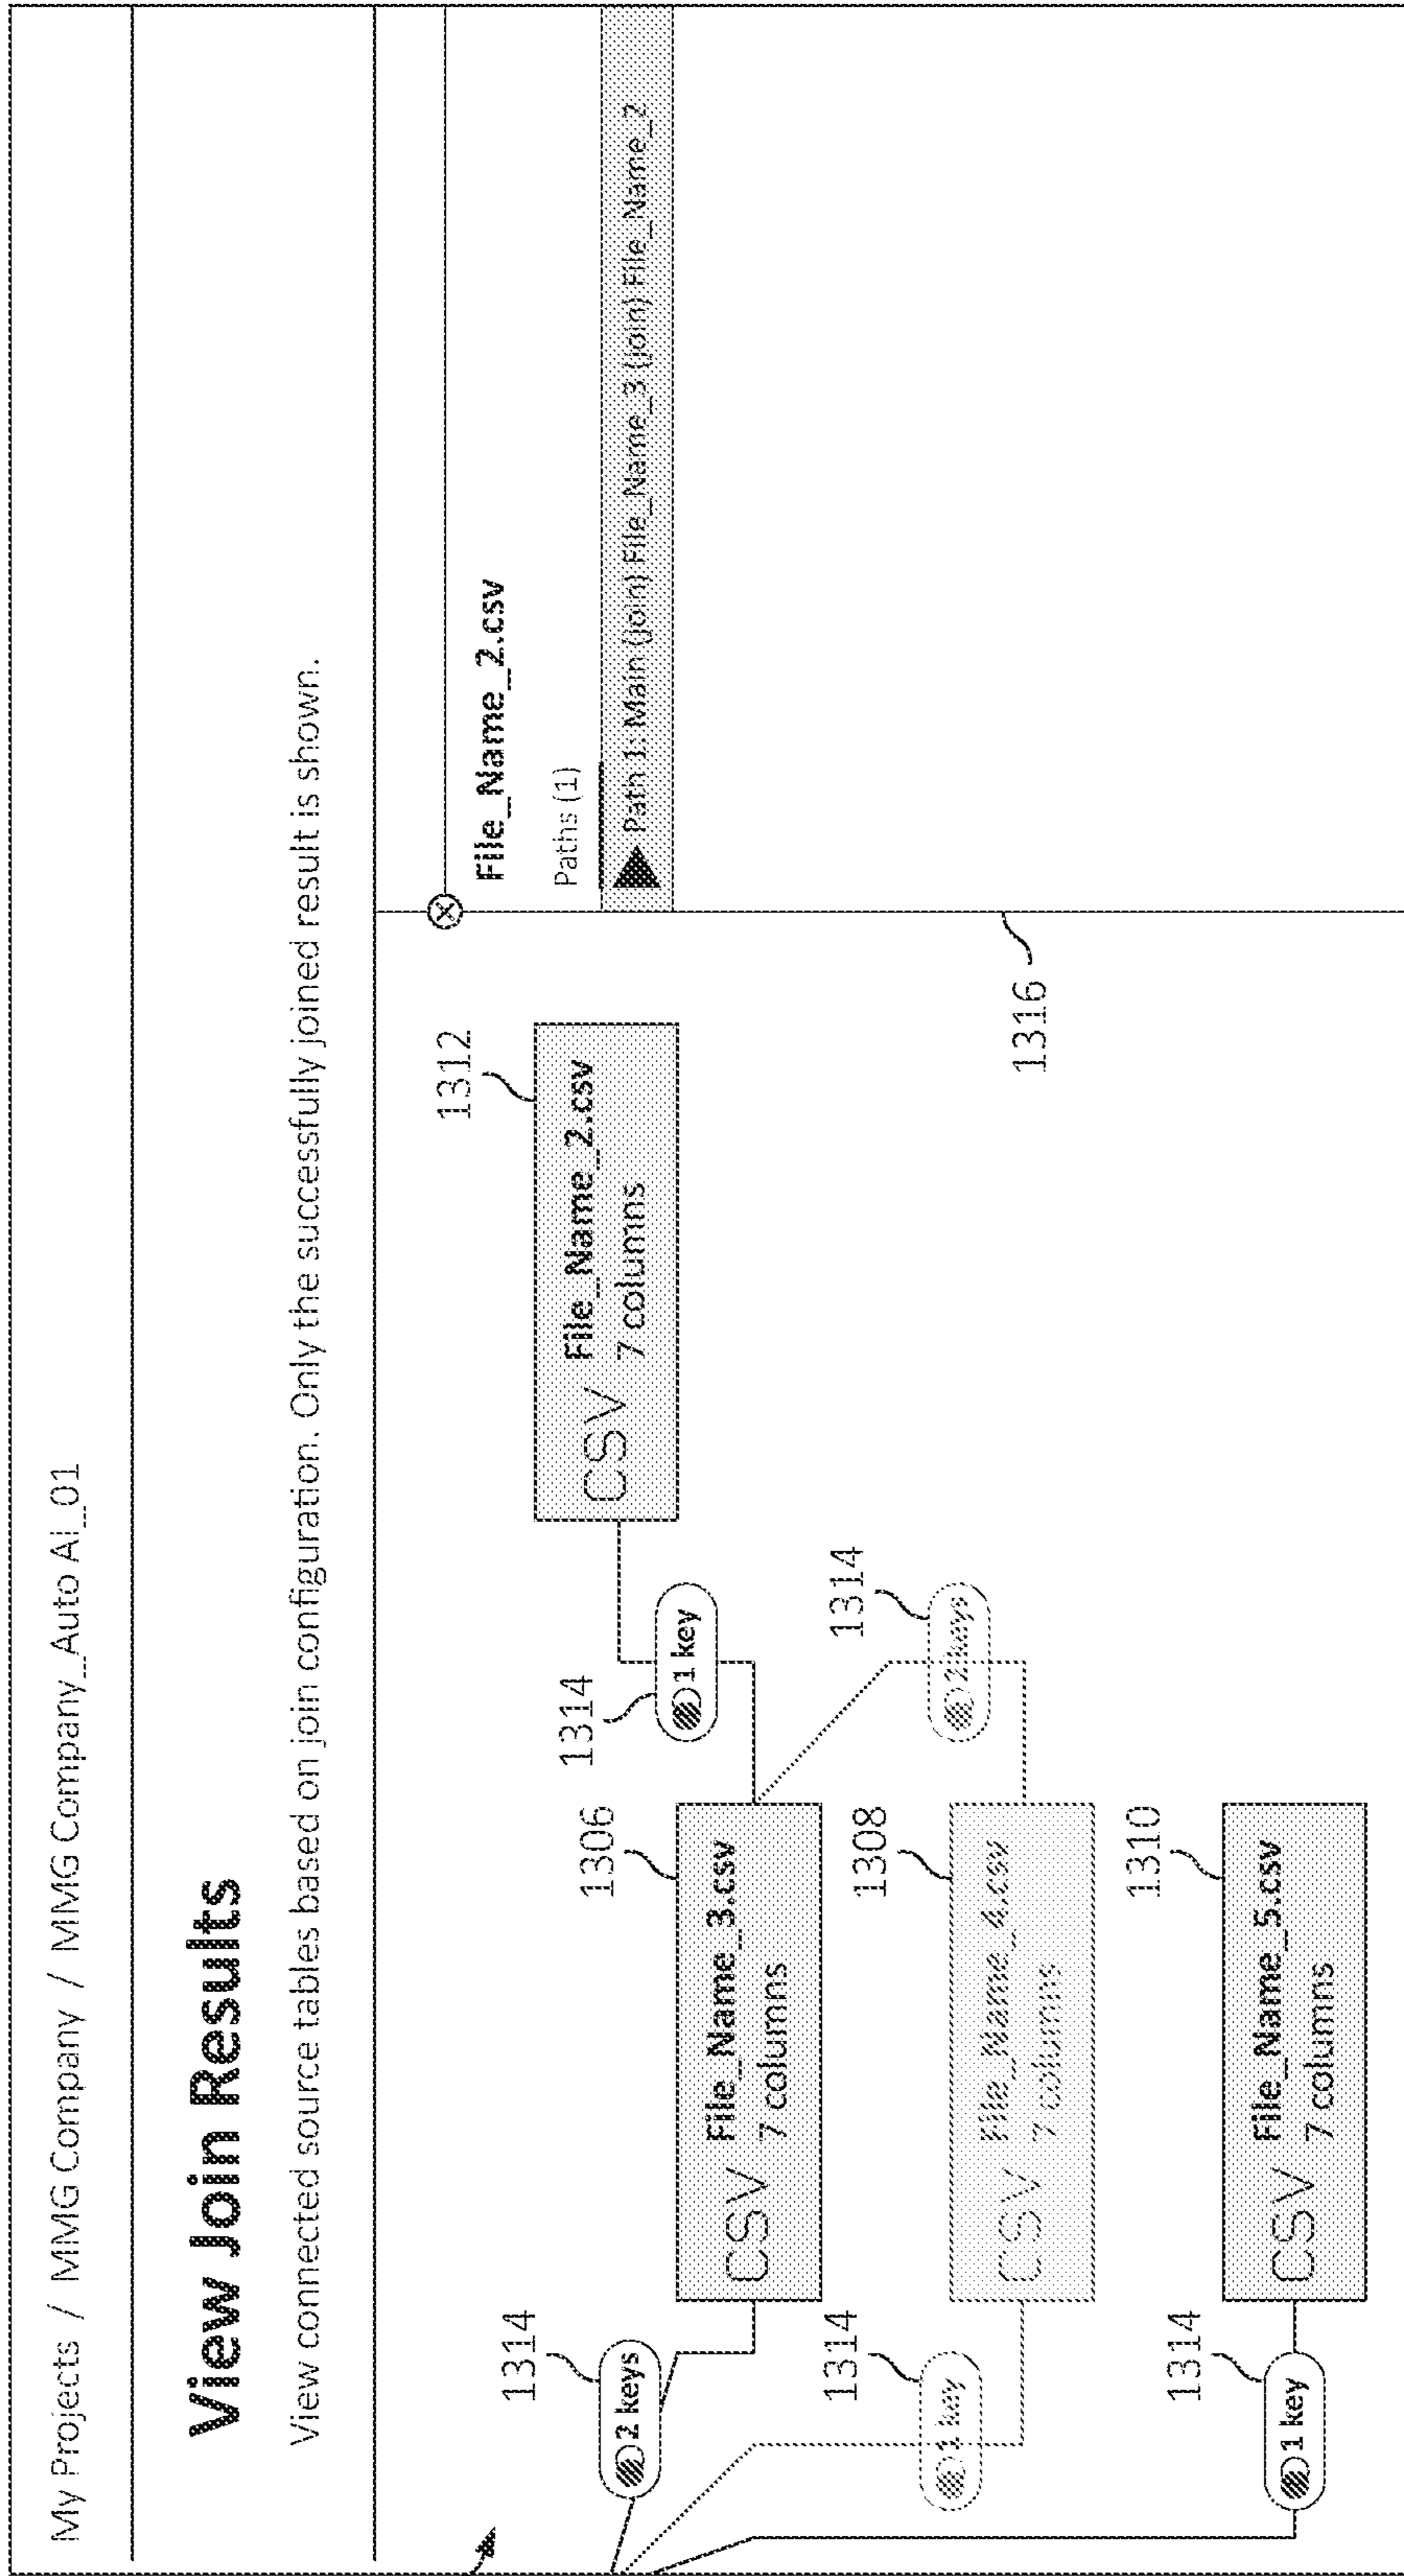 My Projects / MMG Company / MMG Company_Auto AI_01
View Join Results
View connected source tables based on join configuration. Only the successfully joined result is shown.
File_Name_2.csv
Paths (1)
Path 1: Main (join) File_Name_3 (join) File_Name_2
1312
CSV File_Name_2.csv
7 columns
1314
1 key
1314
2 keys
1314
2 keys
1306
CSV File_Name_3.csv
7 columns
1314
1 key
1308
CSV File_Name_4.csv
7 columns
1314
1 key
1310
CSV File_Name_5.csv
7 columns
1316